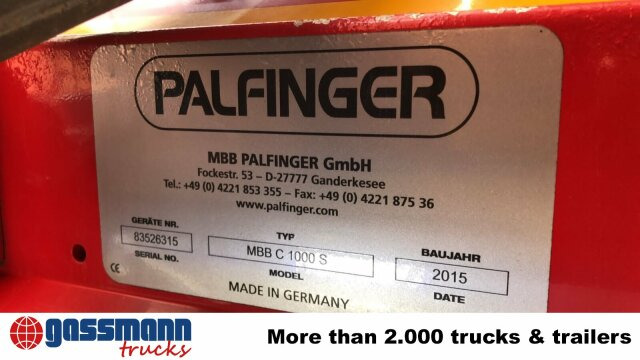 PALFINGER
MBB PALFINGER GmbH
Fockestr. 53 – D-27777 Ganderkesee
Tel.: +49 (0) 4221 853 355 – Fax: +49 (0) 4221 875 36
www.palfinger.com
GERÄTE NR. TYP BAUJAHR
83526315 MBB C 1000 S 2015
SERIAL NO. MODEL DATE
CE MADE IN GERMANY
gassmann
trucks
More than 2.000 trucks & trailers